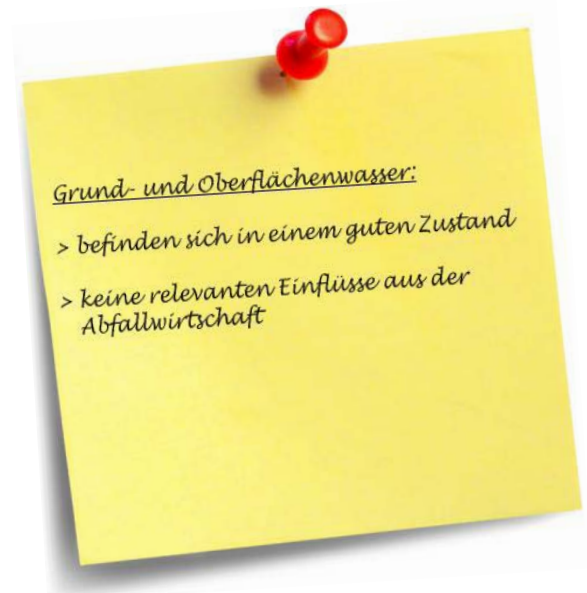 Grund- und Oberflächenwasser:
> befinden sich in einem guten Zustand
> keine relevanten Einflüsse aus der
Abfallwirtschaft